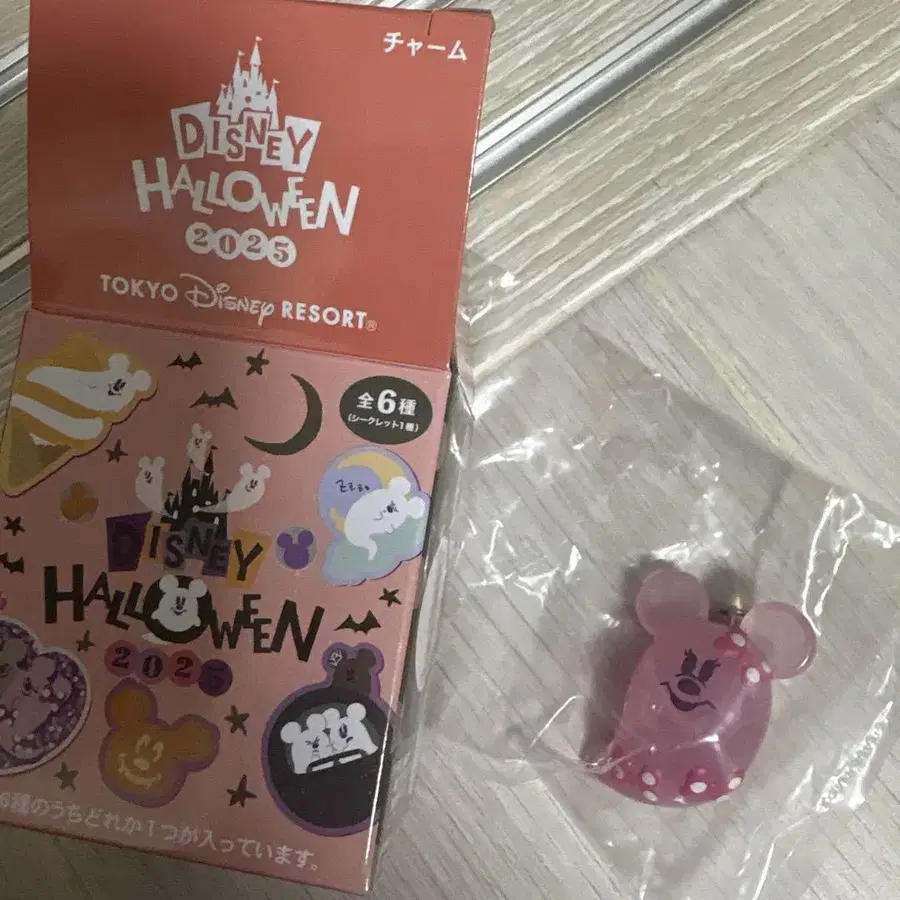 チャーム
DISNEY
HALLOWEEN
2025
TOKYO Disney RESORT®
全6種
(シークレット1種)
Zzzz
DISNEY
HALLOWEEN
2025
6種のうちどれか1つが入っています。